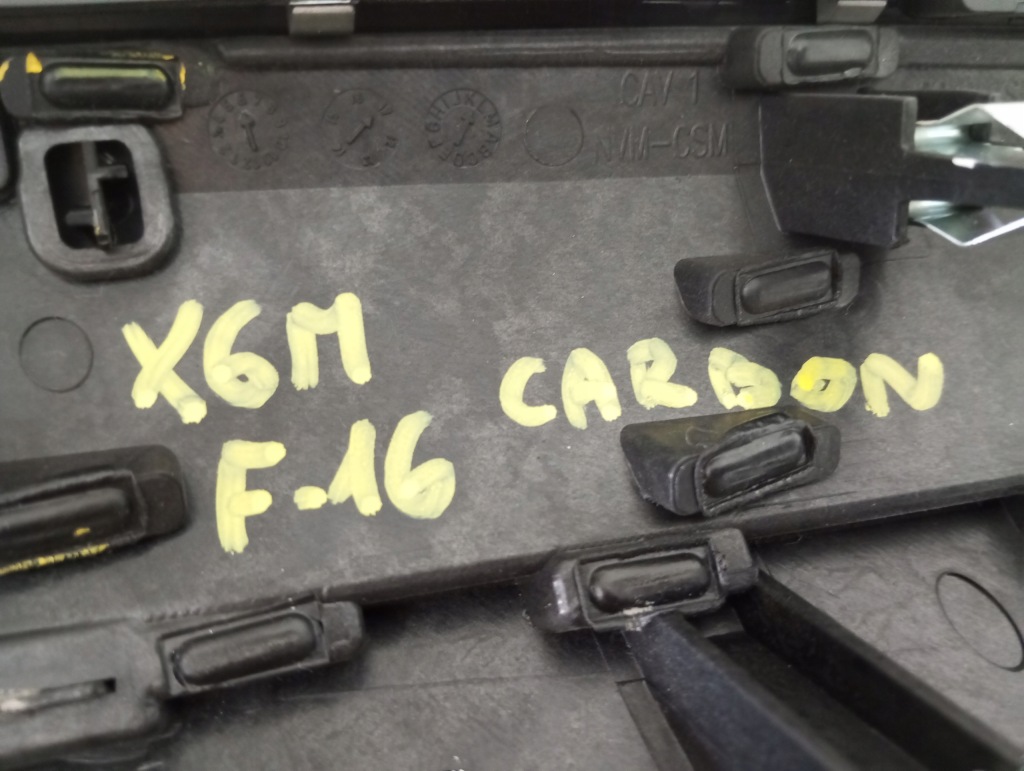 CAV 1
NVM-CSM
X6M CARBON
F-16